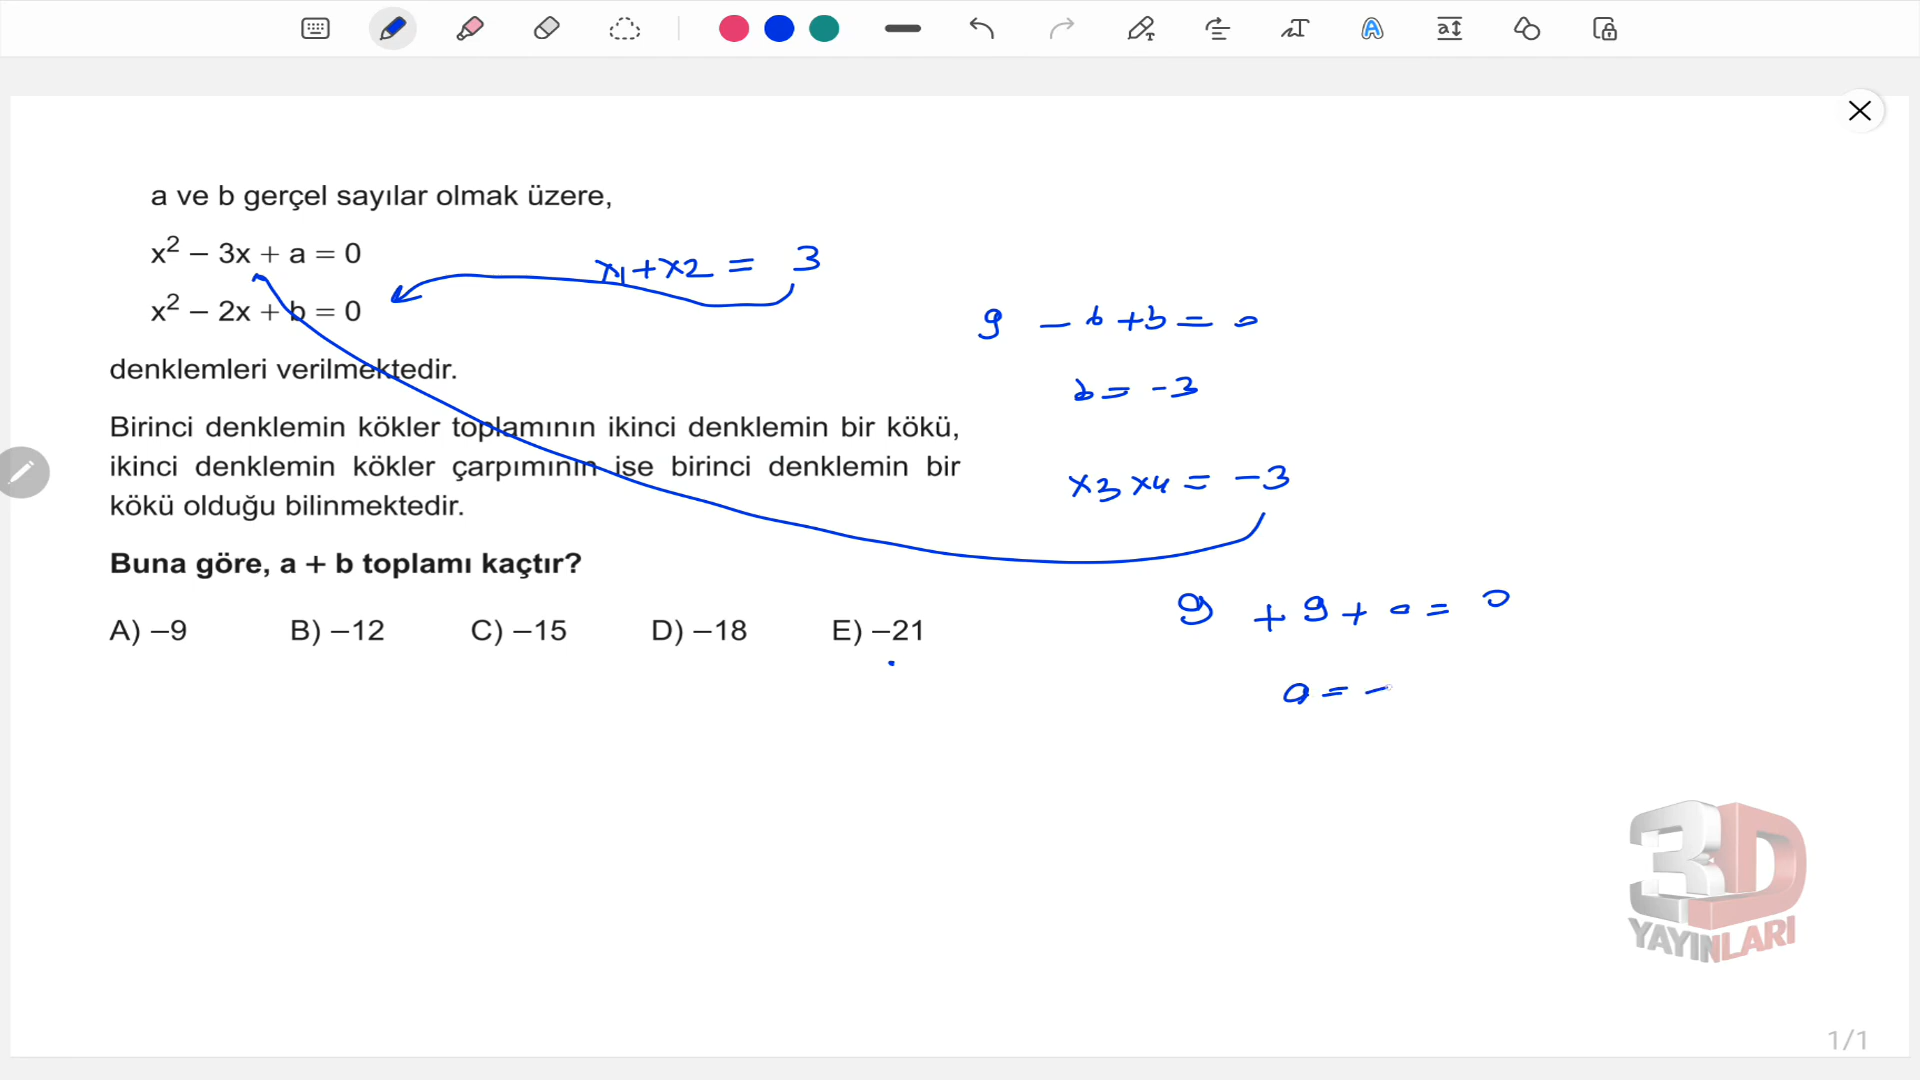 a ve b gerçel sayılar olmak üzere,
x² − 3x + a = 0
x1+x2 = 3
x² − 2x + b = 0
9 − 6 + b = 0
denklemleri verilmektedir.
b = -3
Birinci denklemin kökler toplamının ikinci denklemin bir kökü,
ikinci denklemin kökler çarpımının ise birinci denklemin bir
x3 x4 = -3
kökü olduğu bilinmektedir.
Buna göre, a + b toplamı kaçtır?
9 + 9 + a = 0
A) −9 B) −12 C) −15 D) −18 E) −21
a = -
3D
YAYINLARI
1/1